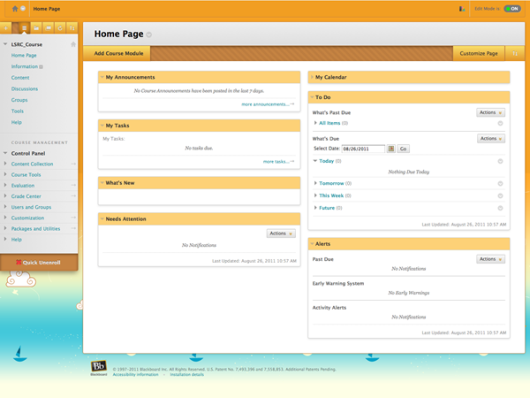 Home Page
Edit Mode is:
ON
Home Page
Add Course Module
Customize Page
LSRC_Course
Home Page
Information
Content
Discussions
Groups
Tools
Help
COURSE MANAGEMENT
Control Panel
Content Collection
Course Tools
Evaluation
Grade Center
Users and Groups
Customization
Packages and Utilities
Help
Quick Unenroll
My Announcements
No Course Announcements have been posted in the last 7 days.
more announcements...
My Tasks
My Tasks:
No tasks due.
more tasks...
What's New
Needs Attention
Actions
No Notifications
Last Updated: August 26, 2011 10:57 AM
My Calendar
To Do
What's Past Due
Actions
All Items (0)
What's Due
Actions
Select Date: 08/26/2011 Go
Today (0)
Nothing Due Today
Tomorrow (0)
This Week (0)
Future (0)
Last Updated: August 26, 2011 10:57 AM
Alerts
Past Due
Actions
No Notifications
Early Warning System
No Early Warnings
Activity Alerts
No Notifications
Last Updated: August 26, 2011 10:57 AM
Bb
Blackboard
© 1997-2011 Blackboard Inc. All Rights Reserved. U.S. Patent No. 7,493,396 and 7,558,853. Additional Patents Pending.
Accessibility information - Installation details